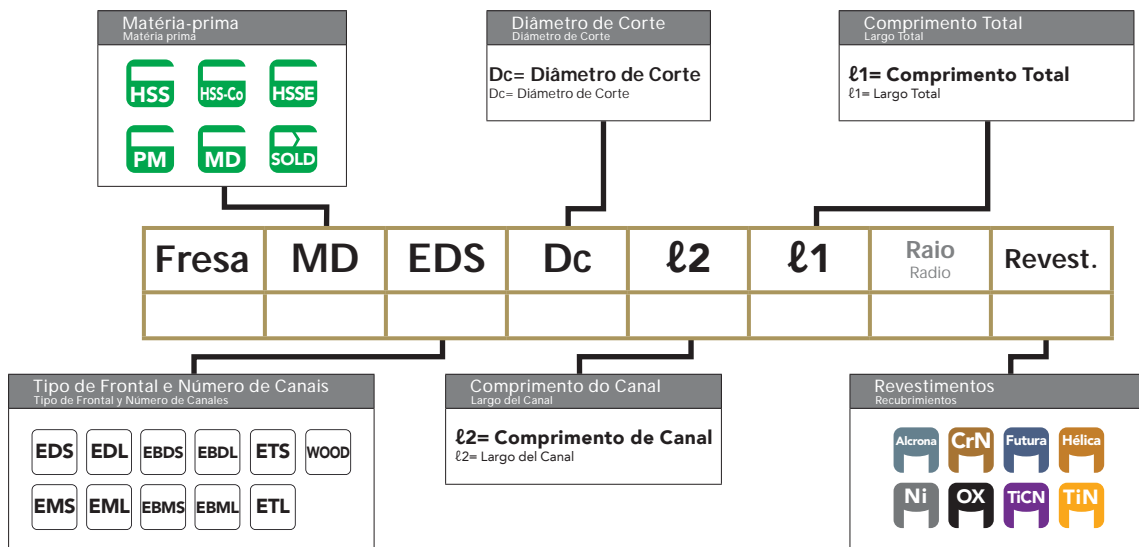 Matéria-prima
Matéria prima
HSS HSS-Co HSSE
PM MD SOLD
Diâmetro de Corte
Diámetro de Corte
Dc= Diâmetro de Corte
Dc= Diámetro de Corte
Comprimento Total
Largo Total
ℓ1= Comprimento Total
ℓ1= Largo Total
Fresa MD EDS Dc ℓ2 ℓ1 Raio Revest.
Radio
Tipo de Frontal e Número de Canais
Tipo de Frontal y Número de Canales
EDS EDL EBDS EBDL ETS WOOD
EMS EML EBMS EBML ETL
Comprimento do Canal
Largo del Canal
ℓ2= Comprimento de Canal
ℓ2= Largo del Canal
Revestimentos
Recubrimientos
Alcrona CrN Futura Hélica
Ni OX TiCN TiN